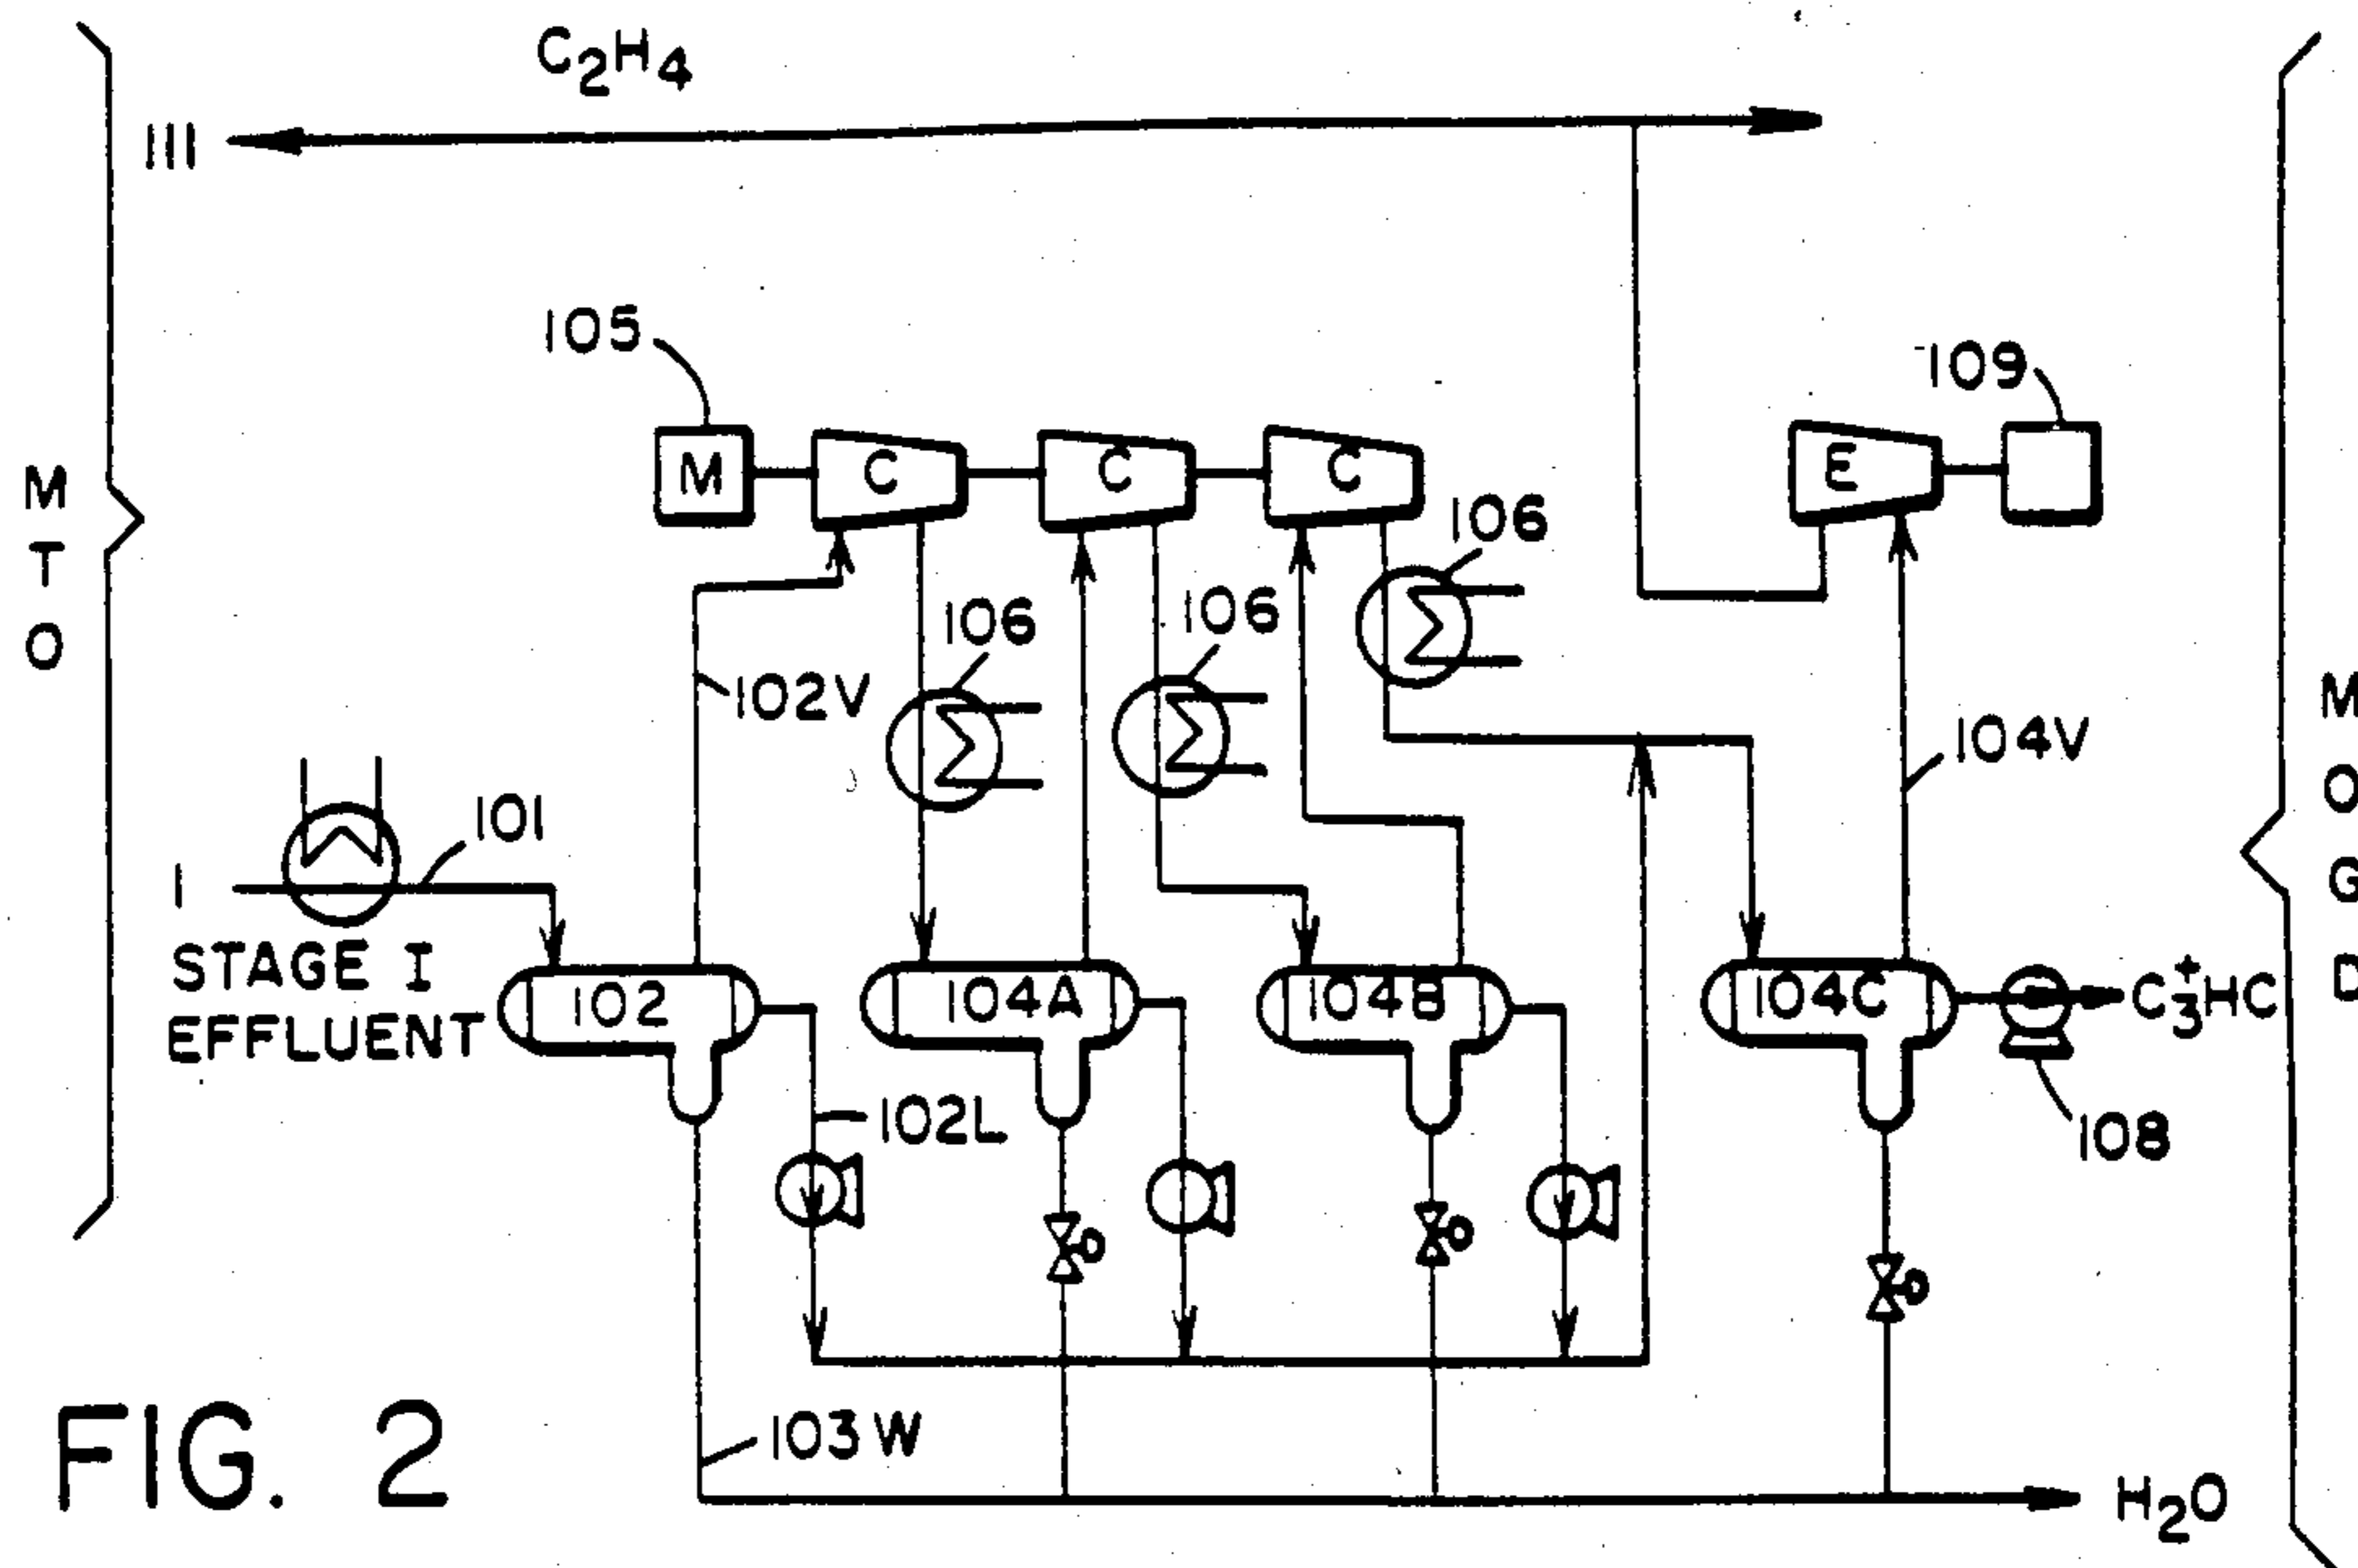 C2H4
III
105
109
M
C
C
C
E
106
106
106
M
T
O
102V
104V
101
I
STAGE I
EFFLUENT
102
104A
104B
104C
C3+HC
M
O
G
D
102L
108
103W
FIG. 2
H2O